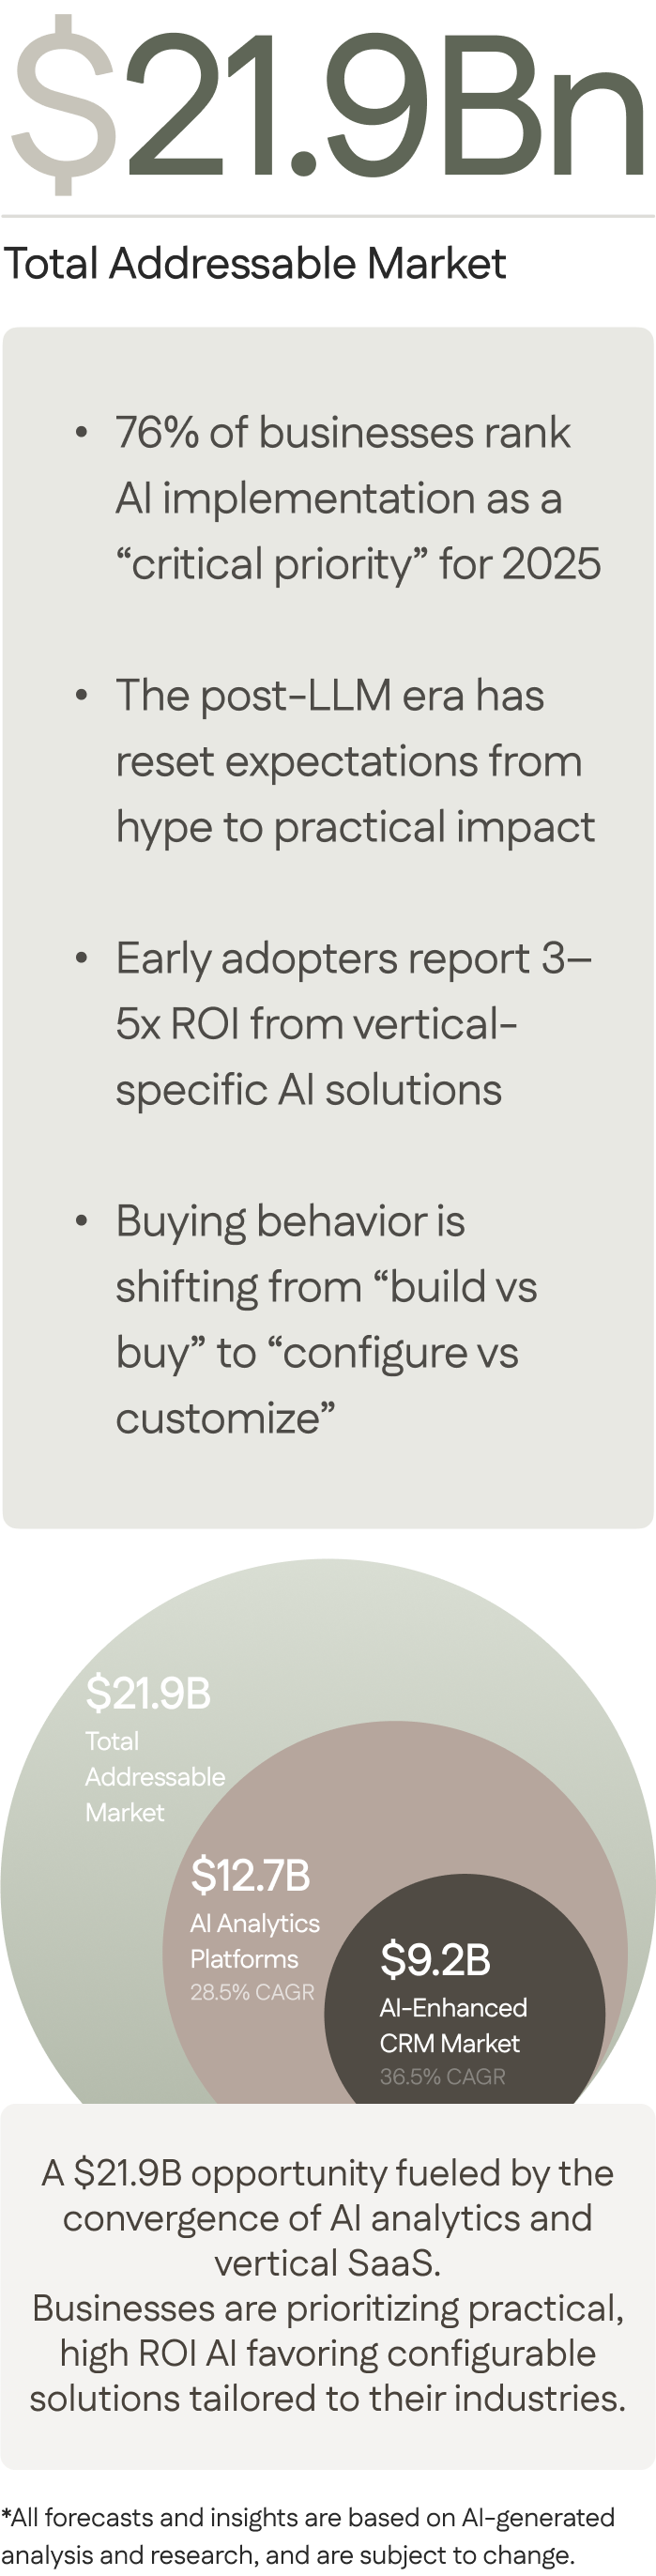 $21.9Bn
Total Addressable Market
• 76% of businesses rank
AI implementation as a
“critical priority” for 2025
• The post-LLM era has
reset expectations from
hype to practical impact
• Early adopters report 3–
5x ROI from vertical-
specific AI solutions
• Buying behavior is
shifting from “build vs
buy” to “configure vs
customize”
$21.9B
Total
Addressable
Market
$12.7B
AI Analytics
Platforms
28.5% CAGR
$9.2B
AI-Enhanced
CRM Market
36.5% CAGR
A $21.9B opportunity fueled by the
convergence of AI analytics and
vertical SaaS.
Businesses are prioritizing practical,
high ROI AI favoring configurable
solutions tailored to their industries.
*All forecasts and insights are based on AI-generated
analysis and research, and are subject to change.